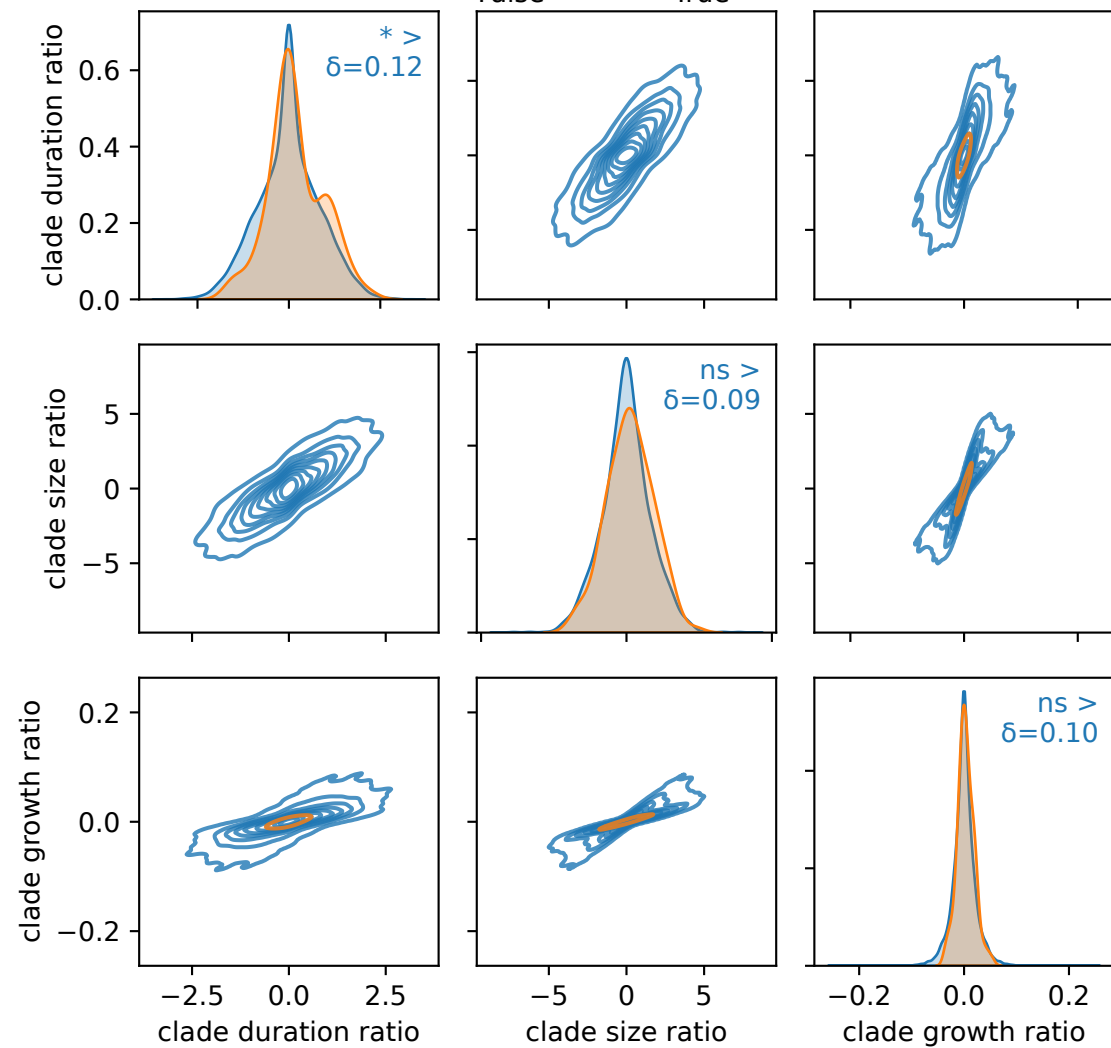 False True
clade duration ratio
0.6
0.4
0.2
0.0
* >
δ=0.12
clade size ratio
5
0
−5
ns >
δ=0.09
clade growth ratio
0.2
0.0
−0.2
ns >
δ=0.10
−2.5 0.0 2.5
−5 0 5
−0.2 0.0 0.2
clade duration ratio
clade size ratio
clade growth ratio